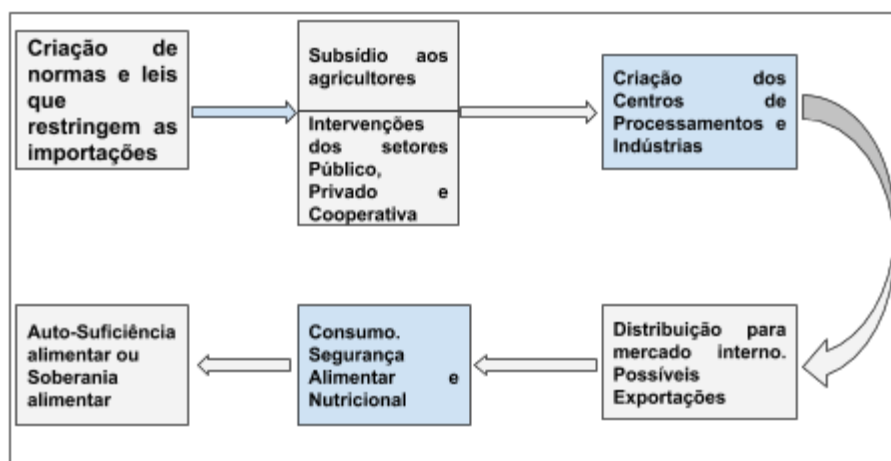 Criação de
normas e leis
que
restringem as
importações
Subsídio aos
agricultores
Intervenções
dos setores
Público,
Privado e
Cooperativa
Criação dos
Centros de
Processamentos e
Indústrias
Distribuição para
mercado interno.
Possíveis
Exportações
Consumo.
Segurança
Alimentar e
Nutricional
Auto-Suficiência
alimentar ou
Soberania
alimentar